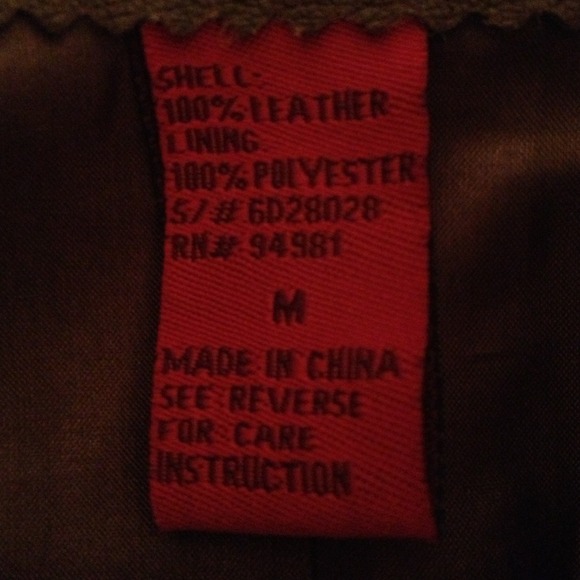 SHELL:
100% LEATHER
LINING:
100% POLYESTER
S/# 6D28028
RN# 94981
M
MADE IN CHINA
SEE REVERSE
FOR CARE
INSTRUCTION